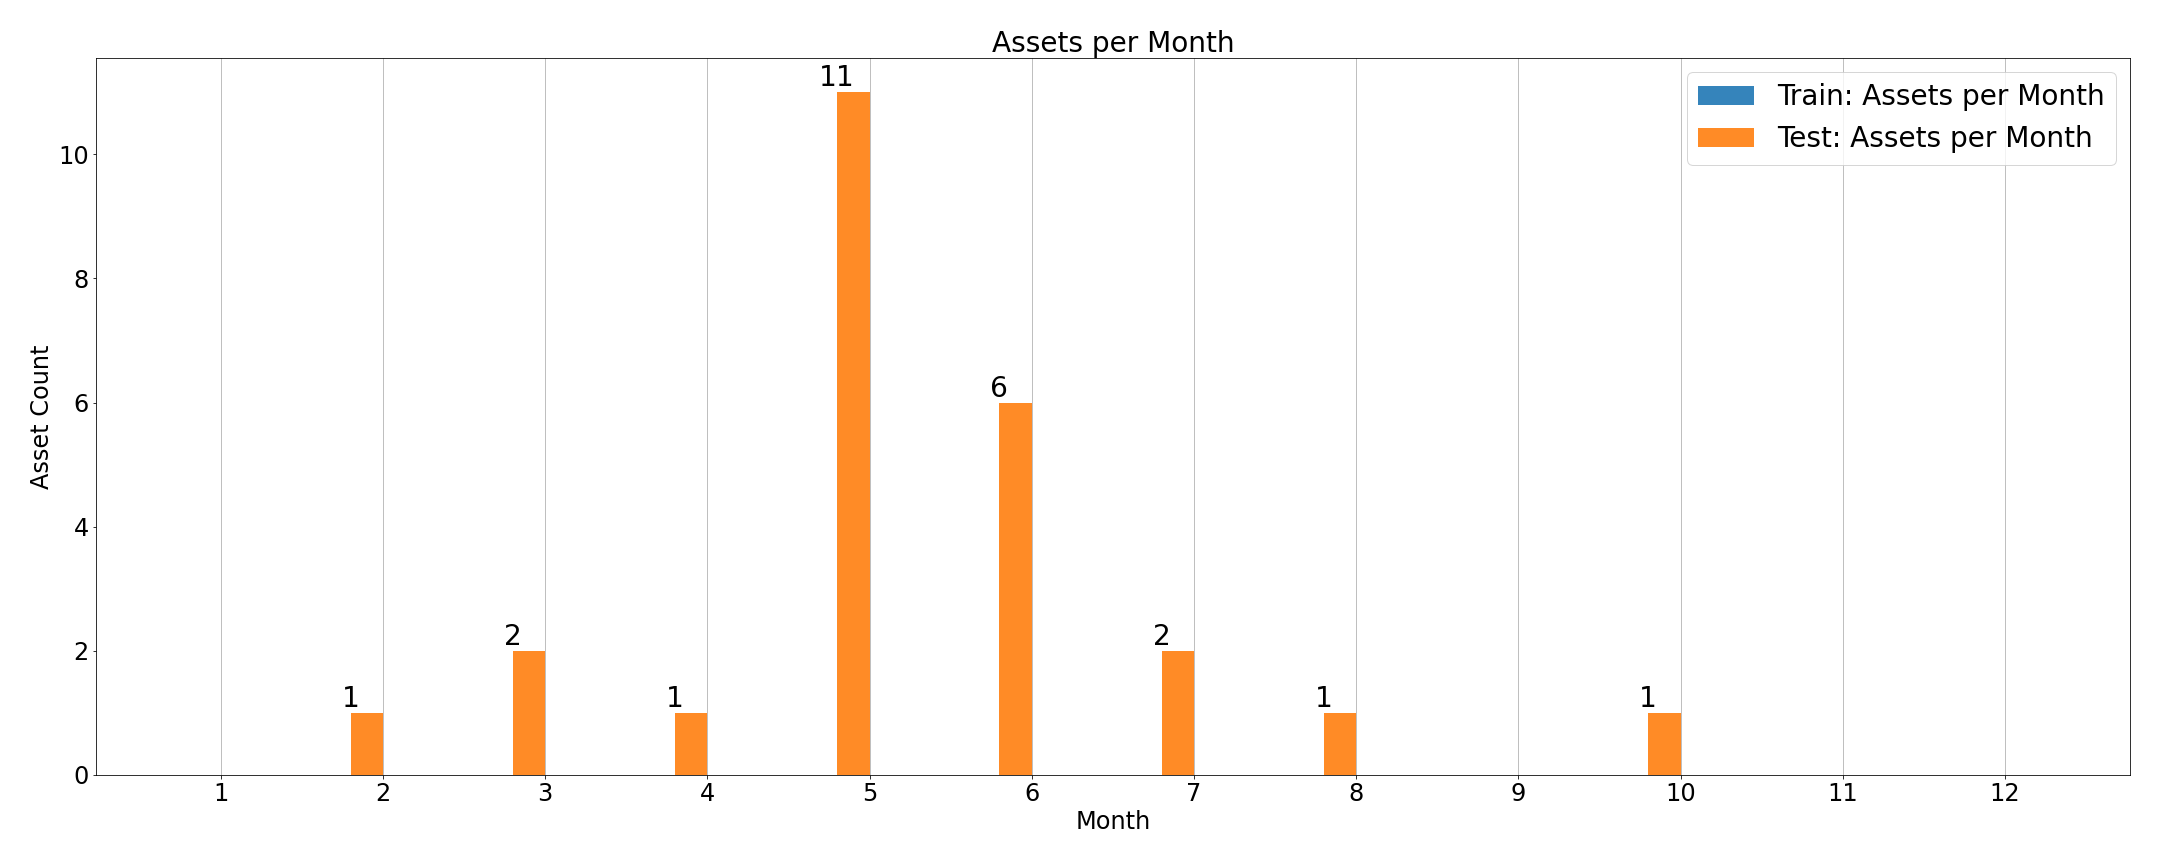 Assets per Month
Train: Assets per Month
Test: Assets per Month
11
6
2
2
1
1
1
1
10
8
6
4
2
0
Asset Count
1 2 3 4 5 6 7 8 9 10 11 12
Month